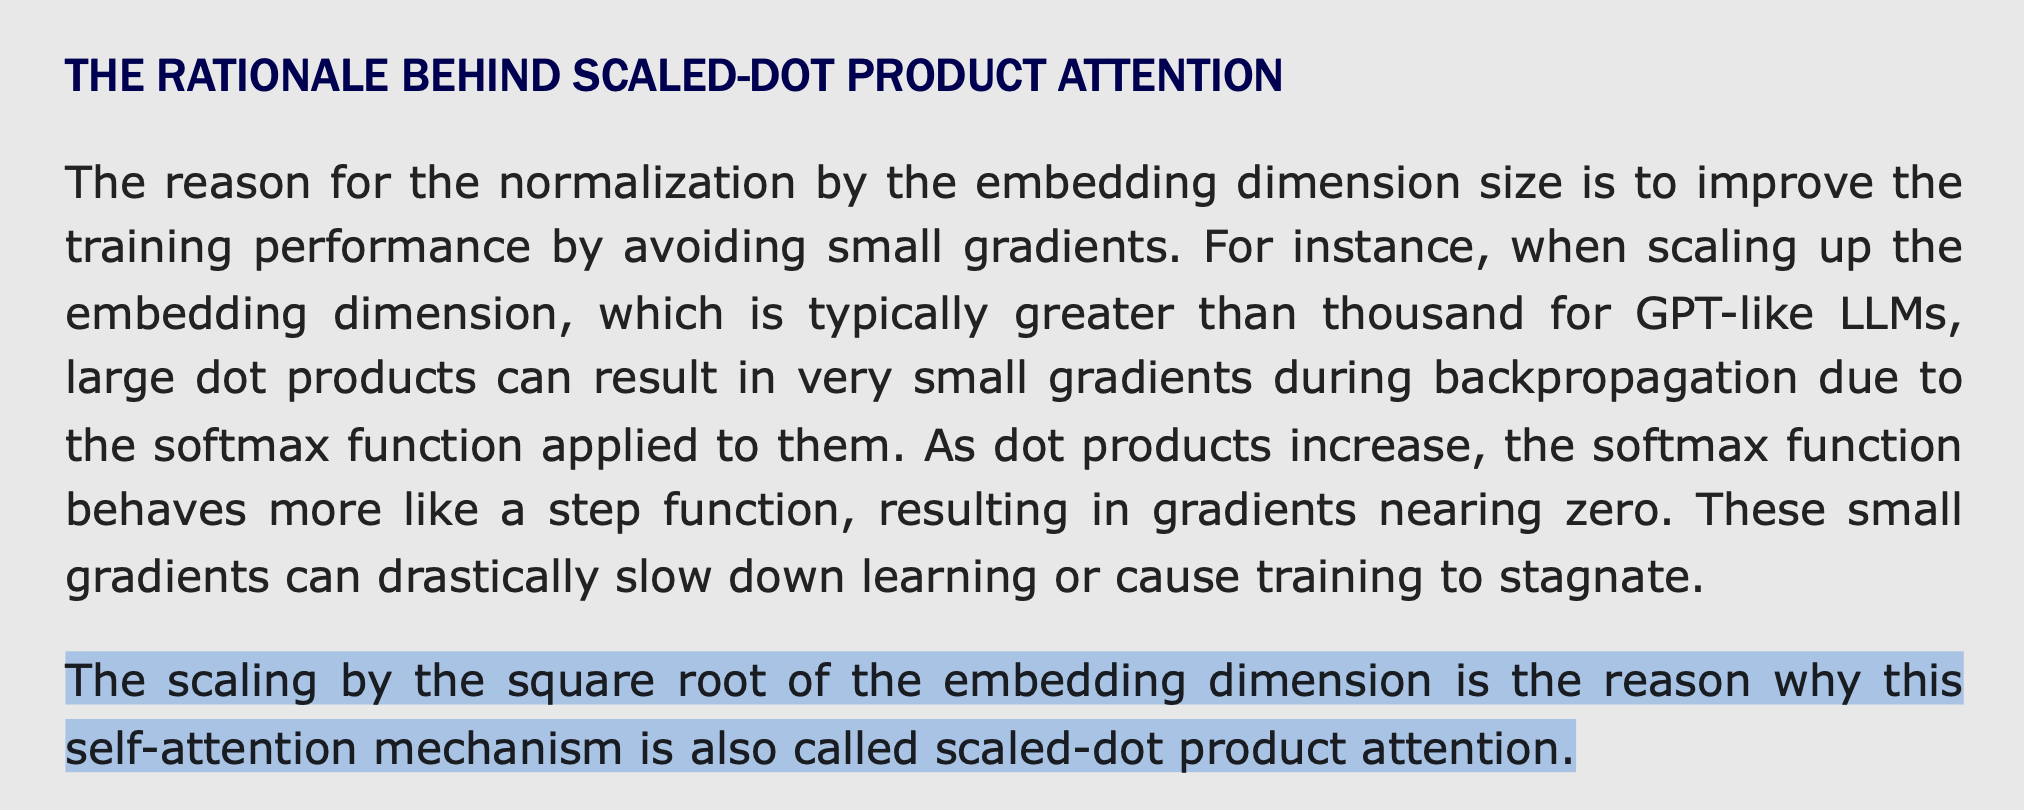 THE RATIONALE BEHIND SCALED-DOT PRODUCT ATTENTION
The reason for the normalization by the embedding dimension size is to improve the
training performance by avoiding small gradients. For instance, when scaling up the
embedding dimension, which is typically greater than thousand for GPT-like LLMs,
large dot products can result in very small gradients during backpropagation due to
the softmax function applied to them. As dot products increase, the softmax function
behaves more like a step function, resulting in gradients nearing zero. These small
gradients can drastically slow down learning or cause training to stagnate.
The scaling by the square root of the embedding dimension is the reason why this
self-attention mechanism is also called scaled-dot product attention.